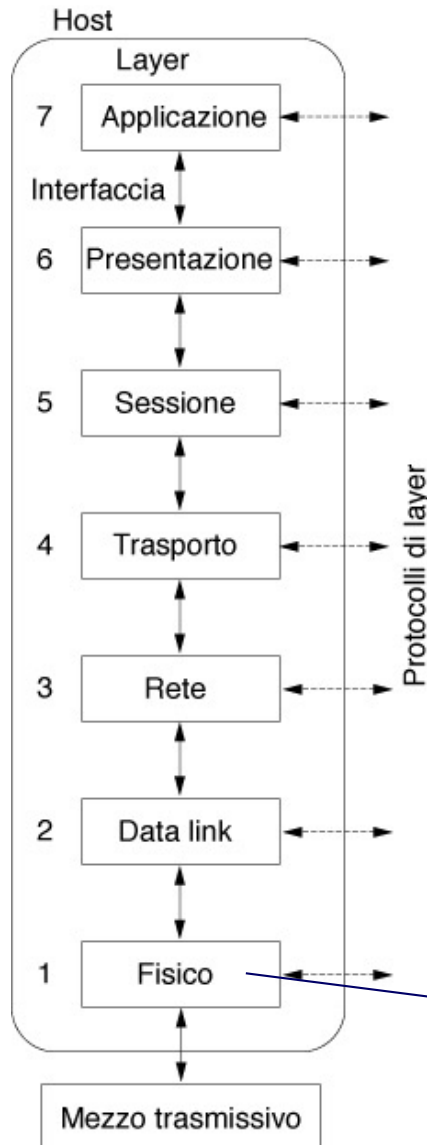 Host
Layer
7 Applicazione
Interfaccia
6 Presentazione
5 Sessione
4 Trasporto
Protocolli di layer
3 Rete
2 Data link
1 Fisico
Mezzo trasmissivo